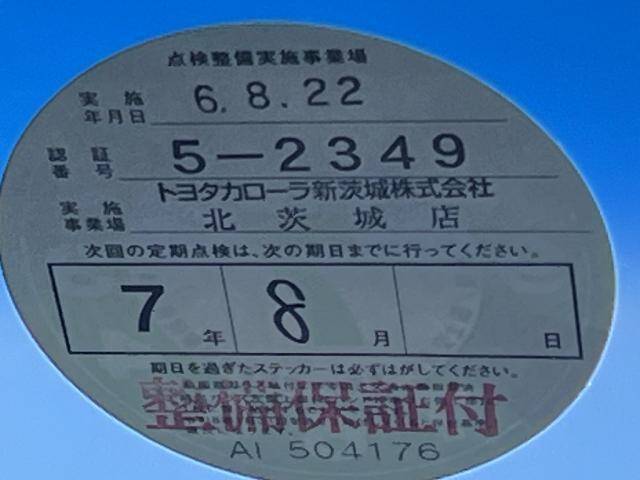 点検整備実施事業場
実施
年月日 6.8.22
認証
番号 5-2349
トヨタカローラ新茨城株式会社
実施
事業場 北茨城店
次回の定期点検は、次の期日までに行ってください。
7年 8月 日
期日を過ぎたステッカーは必ずはがしてください。
整備保証付
AI 504176